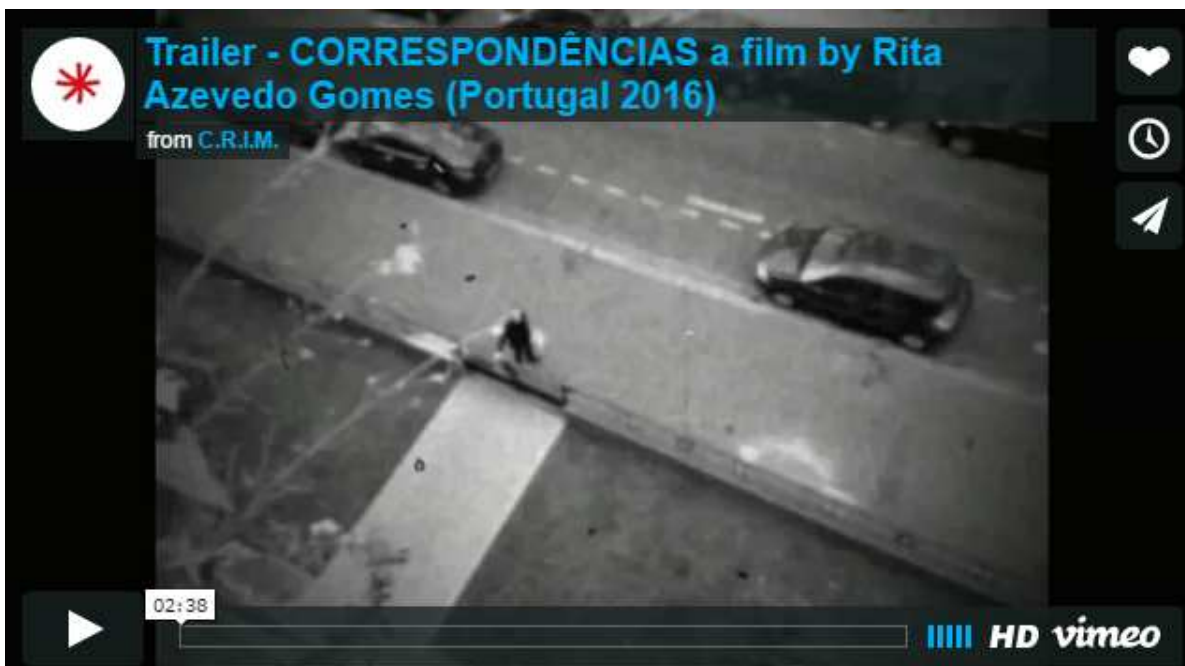 Trailer - CORRESPONDÊNCIAS a film by Rita
Azevedo Gomes (Portugal 2016)
from C.R.I.M.
02:38
HD vimeo